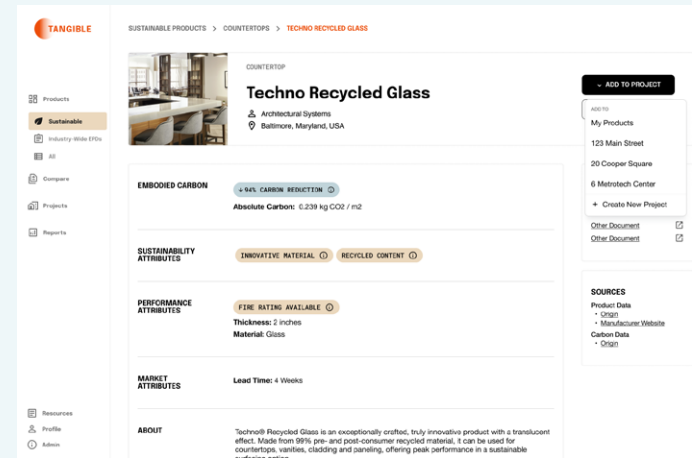 TANGIBLE
SUSTAINABLE PRODUCTS > COUNTERTOPS > TECHNO RECYCLED GLASS
Products
Sustainable
Industry-Wide EPDs
All
Compare
Projects
Reports
Resources
Profile
Admin
COUNTERTOP
Techno Recycled Glass
Architectural Systems
Baltimore, Maryland, USA
EMBODIED CARBON
94% CARBON REDUCTION
Absolute Carbon: 0.239 kg CO2 / m2
SUSTAINABILITY
ATTRIBUTES
INNOVATIVE MATERIAL
RECYCLED CONTENT
PERFORMANCE
ATTRIBUTES
FIRE RATING AVAILABLE
Thickness: 2 inches
Material: Glass
MARKET
ATTRIBUTES
Lead Time: 4 Weeks
ABOUT
Techno® Recycled Glass is an exceptionally crafted, truly innovative product with a translucent
effect. Made from 99% pre- and post-consumer recycled material, it can be used for
countertops, vanities, cladding and paneling, offering peak performance in a sustainable
ADD TO PROJECT
ADD TO
My Products
123 Main Street
20 Cooper Square
6 Metrotech Center
+ Create New Project
Other Document
Other Document
SOURCES
Product Data
• Origin
• Manufacturer Website
Carbon Data
• Origin